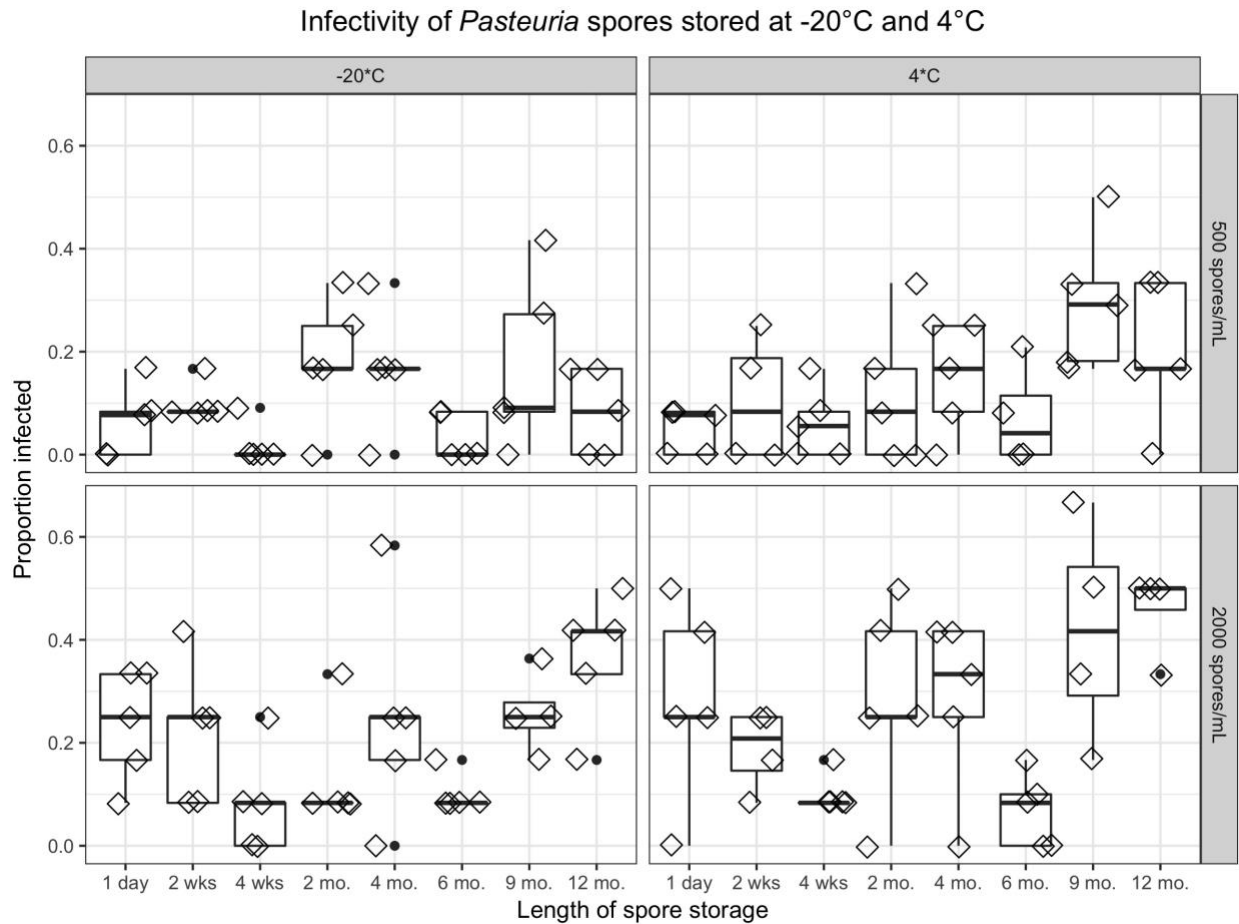 Infectivity of Pasteuria spores stored at -20°C and 4°C
-20*C
4*C
Proportion infected
0.6
0.4
0.2
0.0
500 spores/mL
0.6
0.4
0.2
0.0
2000 spores/mL
1 day 2 wks 4 wks 2 mo. 4 mo. 6 mo. 9 mo. 12 mo.
1 day 2 wks 4 wks 2 mo. 4 mo. 6 mo. 9 mo. 12 mo.
Length of spore storage